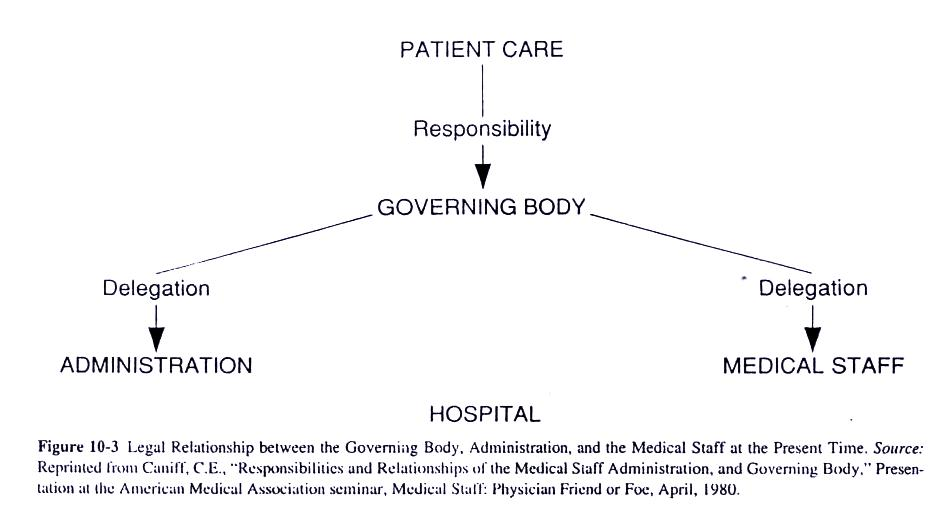 PATIENT CARE
Responsibility
GOVERNING BODY
Delegation Delegation
ADMINISTRATION MEDICAL STAFF
HOSPITAL
Figure 10-3 Legal Relationship between the Governing Body, Administration, and the Medical Staff at the Present Time. Source:
Reprinted from Caniff, C.E., “Responsibilities and Relationships of the Medical Staff Administration, and Governing Body,” Presen-
tation at the American Medical Association seminar, Medical Staff: Physician Friend or Foe, April, 1980.